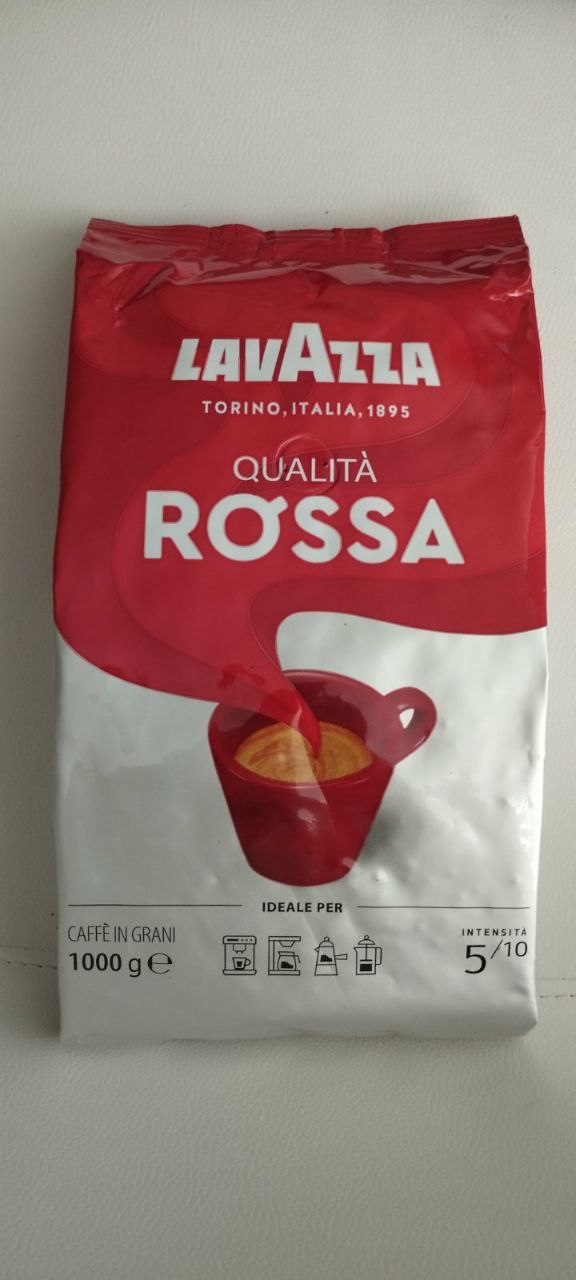 LAVAZZA
TORINO, ITALIA, 1895
QUALITÀ
ROSSA
IDEALE PER
CAFFÈ IN GRANI
1000 g ℮
INTENSITÀ
5/10